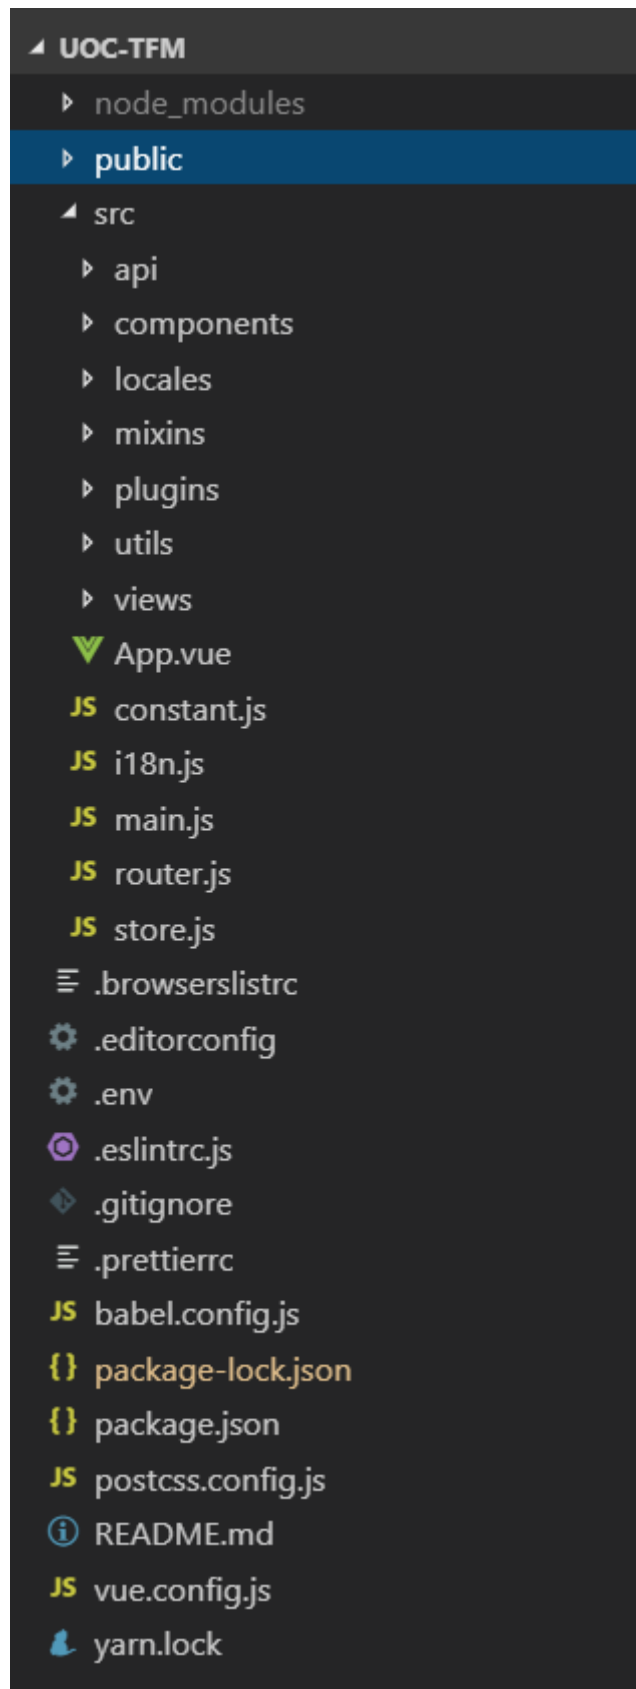 UOC-TFM
node_modules
public
src
api
components
locales
mixins
plugins
utils
views
App.vue
JS constant.js
JS i18n.js
JS main.js
JS router.js
JS store.js
.browserslistrc
.editorconfig
.env
.eslintrc.js
.gitignore
.prettierrc
JS babel.config.js
{} package-lock.json
{} package.json
JS postcss.config.js
README.md
JS vue.config.js
yarn.lock